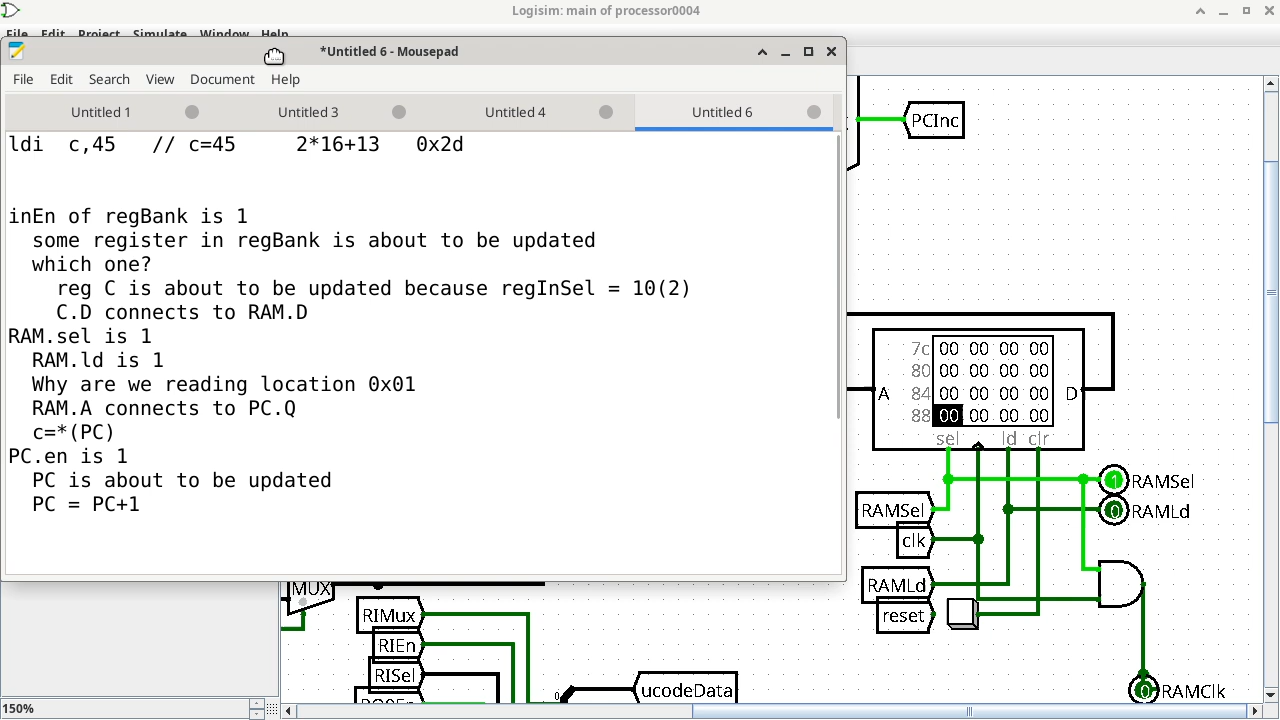 Logisim: main of processor0004
File Edit Project Simulate Window Help
*Untitled 6 - Mousepad
File Edit Search View Document Help
Untitled 1 Untitled 3 Untitled 4 Untitled 6
ldi  c,45   // c=45     2*16+13   0x2d
inEn of regBank is 1
some register in regBank is about to be updated
which one?
reg C is about to be updated because regInSel = 10(2)
C.D connects to RAM.D
RAM.sel is 1
RAM.ld is 1
Why are we reading location 0x01
RAM.A connects to PC.Q
c=*(PC)
PC.en is 1
PC is about to be updated
PC = PC+1
PCInc
7c 00 00 00 00
80 00 00 00 00
84 00 00 00 00
88 00 00 00 00
A D
sel ld clr
RAMSel 1 RAMSel
0 RAMLd
clk
RAMLd
reset
MUX
RIMux
RIEn
RISel
0 ucodeData
0 RAMClk
150%